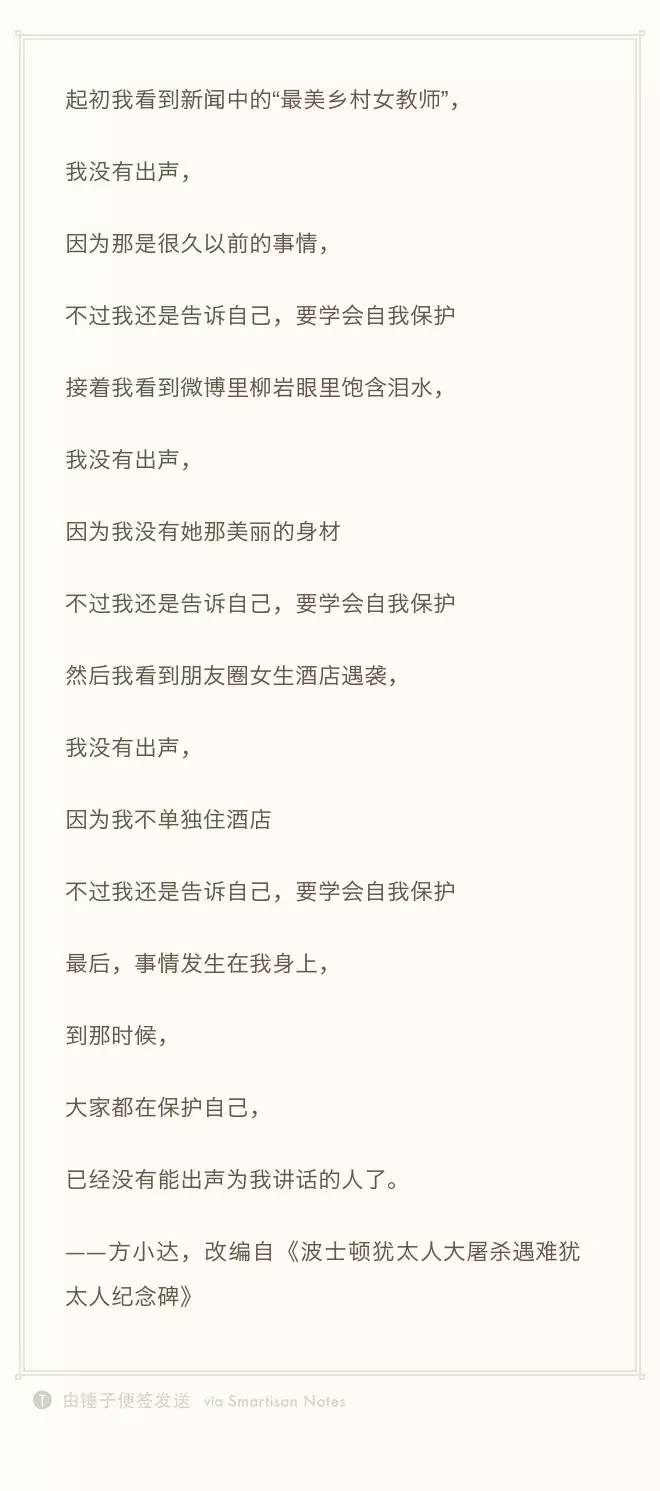 起初我看到新闻中的“最美乡村女教师”，
我没有出声，
因为那是很久以前的事情，
不过我还是告诉自己，要学会自我保护
接着我看到微博里柳岩眼里饱含泪水，
我没有出声，
因为我没有她那美丽的身材
不过我还是告诉自己，要学会自我保护
然后我看到朋友圈女生酒店遇袭，
我没有出声，
因为我不单独住酒店
不过我还是告诉自己，要学会自我保护
最后，事情发生在我身上，
到那时候，
大家都在保护自己，
已经没有能出声为我讲话的人了。
——方小达，改编自《波士顿犹太人大屠杀遇难犹
太人纪念碑》
T 由锤子便签发送 via Smartisan Notes